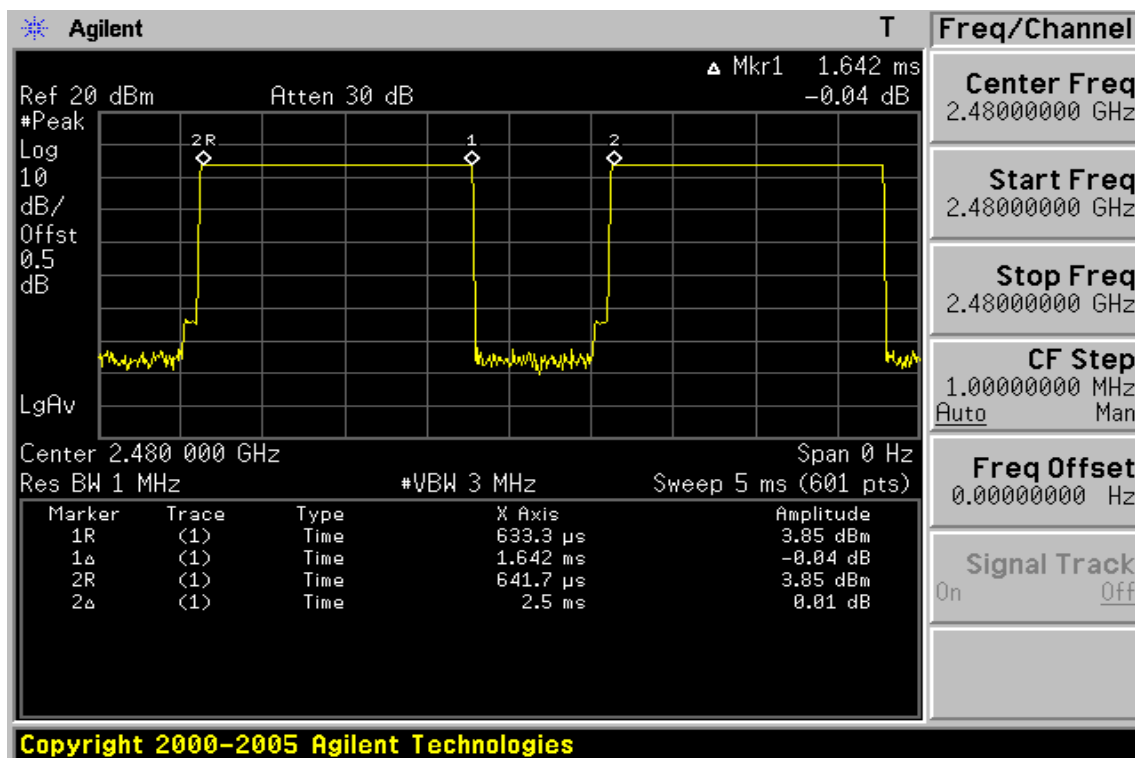 Agilent T
Freq/Channel
Δ Mkr1 1.642 ms
Ref 20 dBm Atten 30 dB -0.04 dB
#Peak
Log
10
dB/
Offst
0.5
dB
LgAv
2R 1 2
Center 2.480 000 GHz Span 0 Hz
Res BW 1 MHz #VBW 3 MHz Sweep 5 ms (601 pts)
Marker Trace Type X Axis Amplitude
1R (1) Time 633.3 µs 3.85 dBm
1Δ (1) Time 1.642 ms -0.04 dB
2R (1) Time 641.7 µs 3.85 dBm
2Δ (1) Time 2.5 ms 0.01 dB
Center Freq
2.48000000 GHz
Start Freq
2.48000000 GHz
Stop Freq
2.48000000 GHz
CF Step
1.00000000 MHz
Auto Man
Freq Offset
0.00000000 Hz
Signal Track
On Off
Copyright 2000-2005 Agilent Technologies